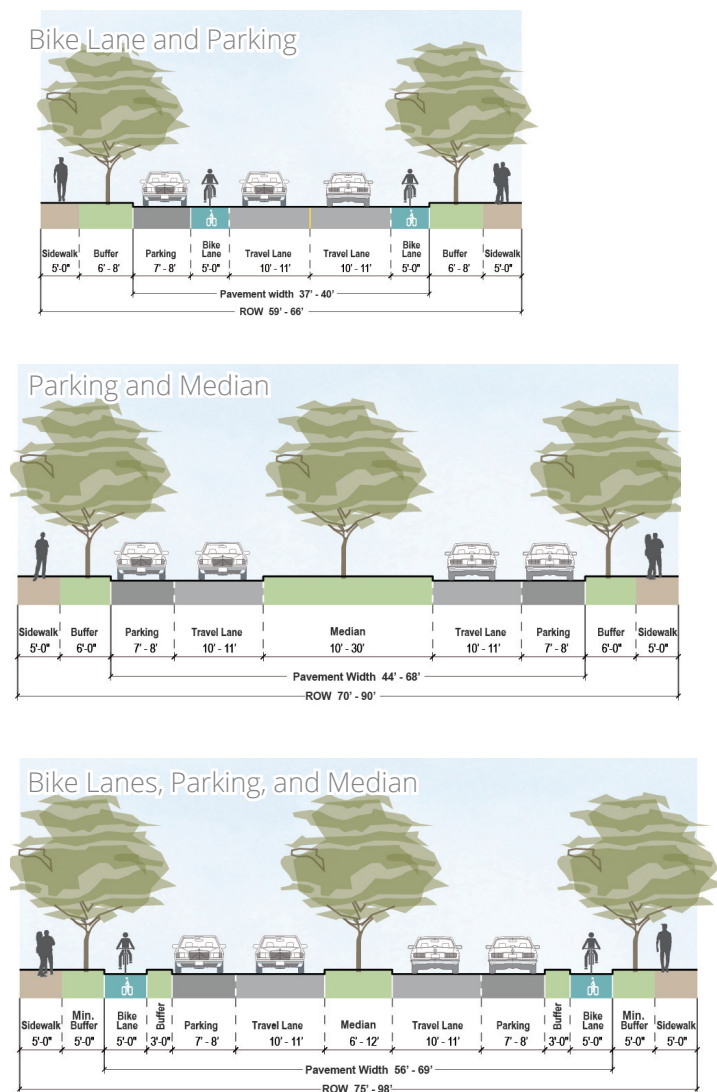 Bike Lane and Parking
Sidewalk Buffer Parking Bike Lane Travel Lane Travel Lane Bike Lane Buffer Sidewalk
5'-0" 6' - 8' 7' - 8' 5'-0" 10' - 11' 10' - 11' 5'-0" 6' - 8' 5'-0"
Pavement width 37' - 40'
ROW 59' - 66'
Parking and Median
Sidewalk Buffer Parking Travel Lane Median Travel Lane Parking Buffer Sidewalk
5'-0" 6'-0" 7' - 8' 10' - 11' 10' - 30' 10' - 11' 7' - 8' 6'-0" 5'-0"
Pavement Width 44' - 68'
ROW 70' - 90'
Bike Lanes, Parking, and Median
Sidewalk Min. Buffer Bike Lane Buffer Parking Travel Lane Median Travel Lane Parking Buffer Bike Lane Min. Buffer Sidewalk
5'-0" 5'-0" 5'-0" 3'-0" 7' - 8' 10' - 11' 6' - 12' 10' - 11' 7' - 8' 3'-0" 5'-0" 5'-0" 5'-0"
Pavement Width 56' - 69'
ROW 75' - 98'